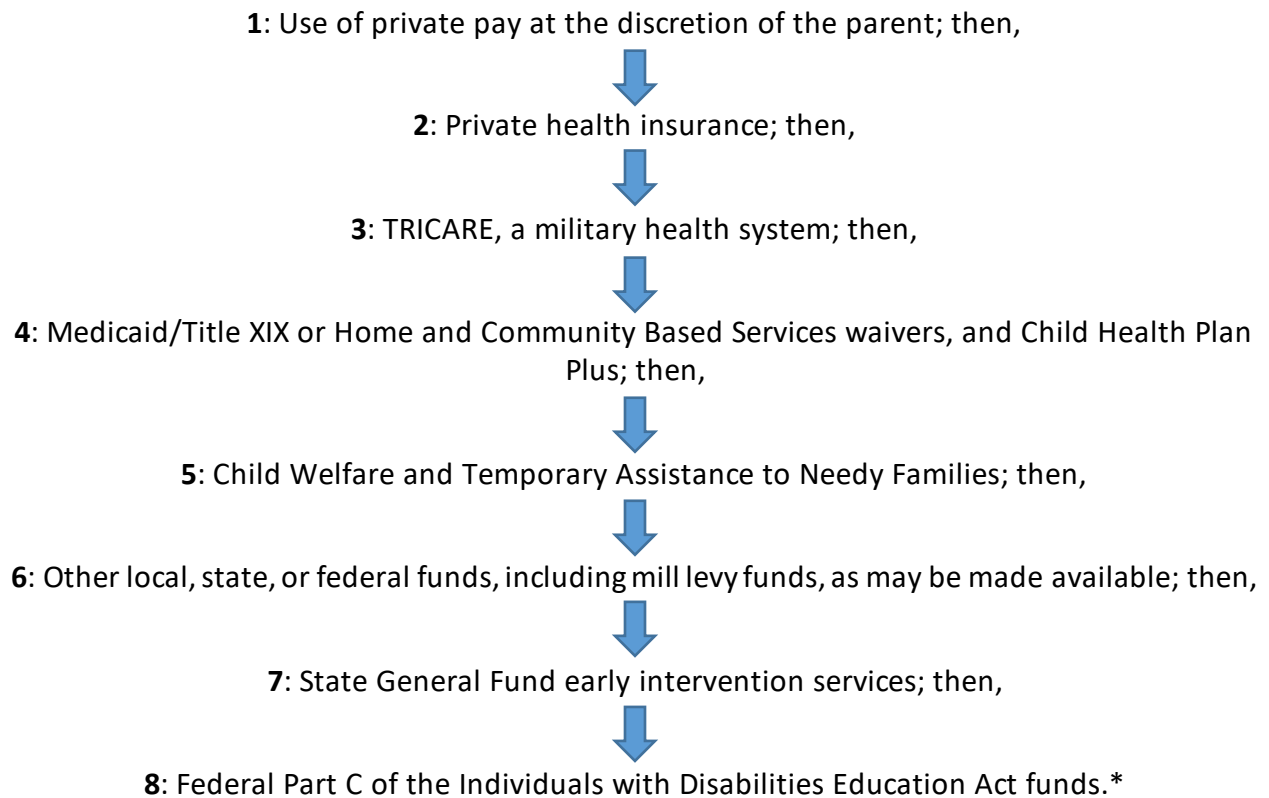 1: Use of private pay at the discretion of the parent; then,
2: Private health insurance; then,
3: TRICARE, a military health system; then,
4: Medicaid/Title XIX or Home and Community Based Services waivers, and Child Health Plan
Plus; then,
5: Child Welfare and Temporary Assistance to Needy Families; then,
6: Other local, state, or federal funds, including mill levy funds, as may be made available; then,
7: State General Fund early intervention services; then,
8: Federal Part C of the Individuals with Disabilities Education Act funds.*